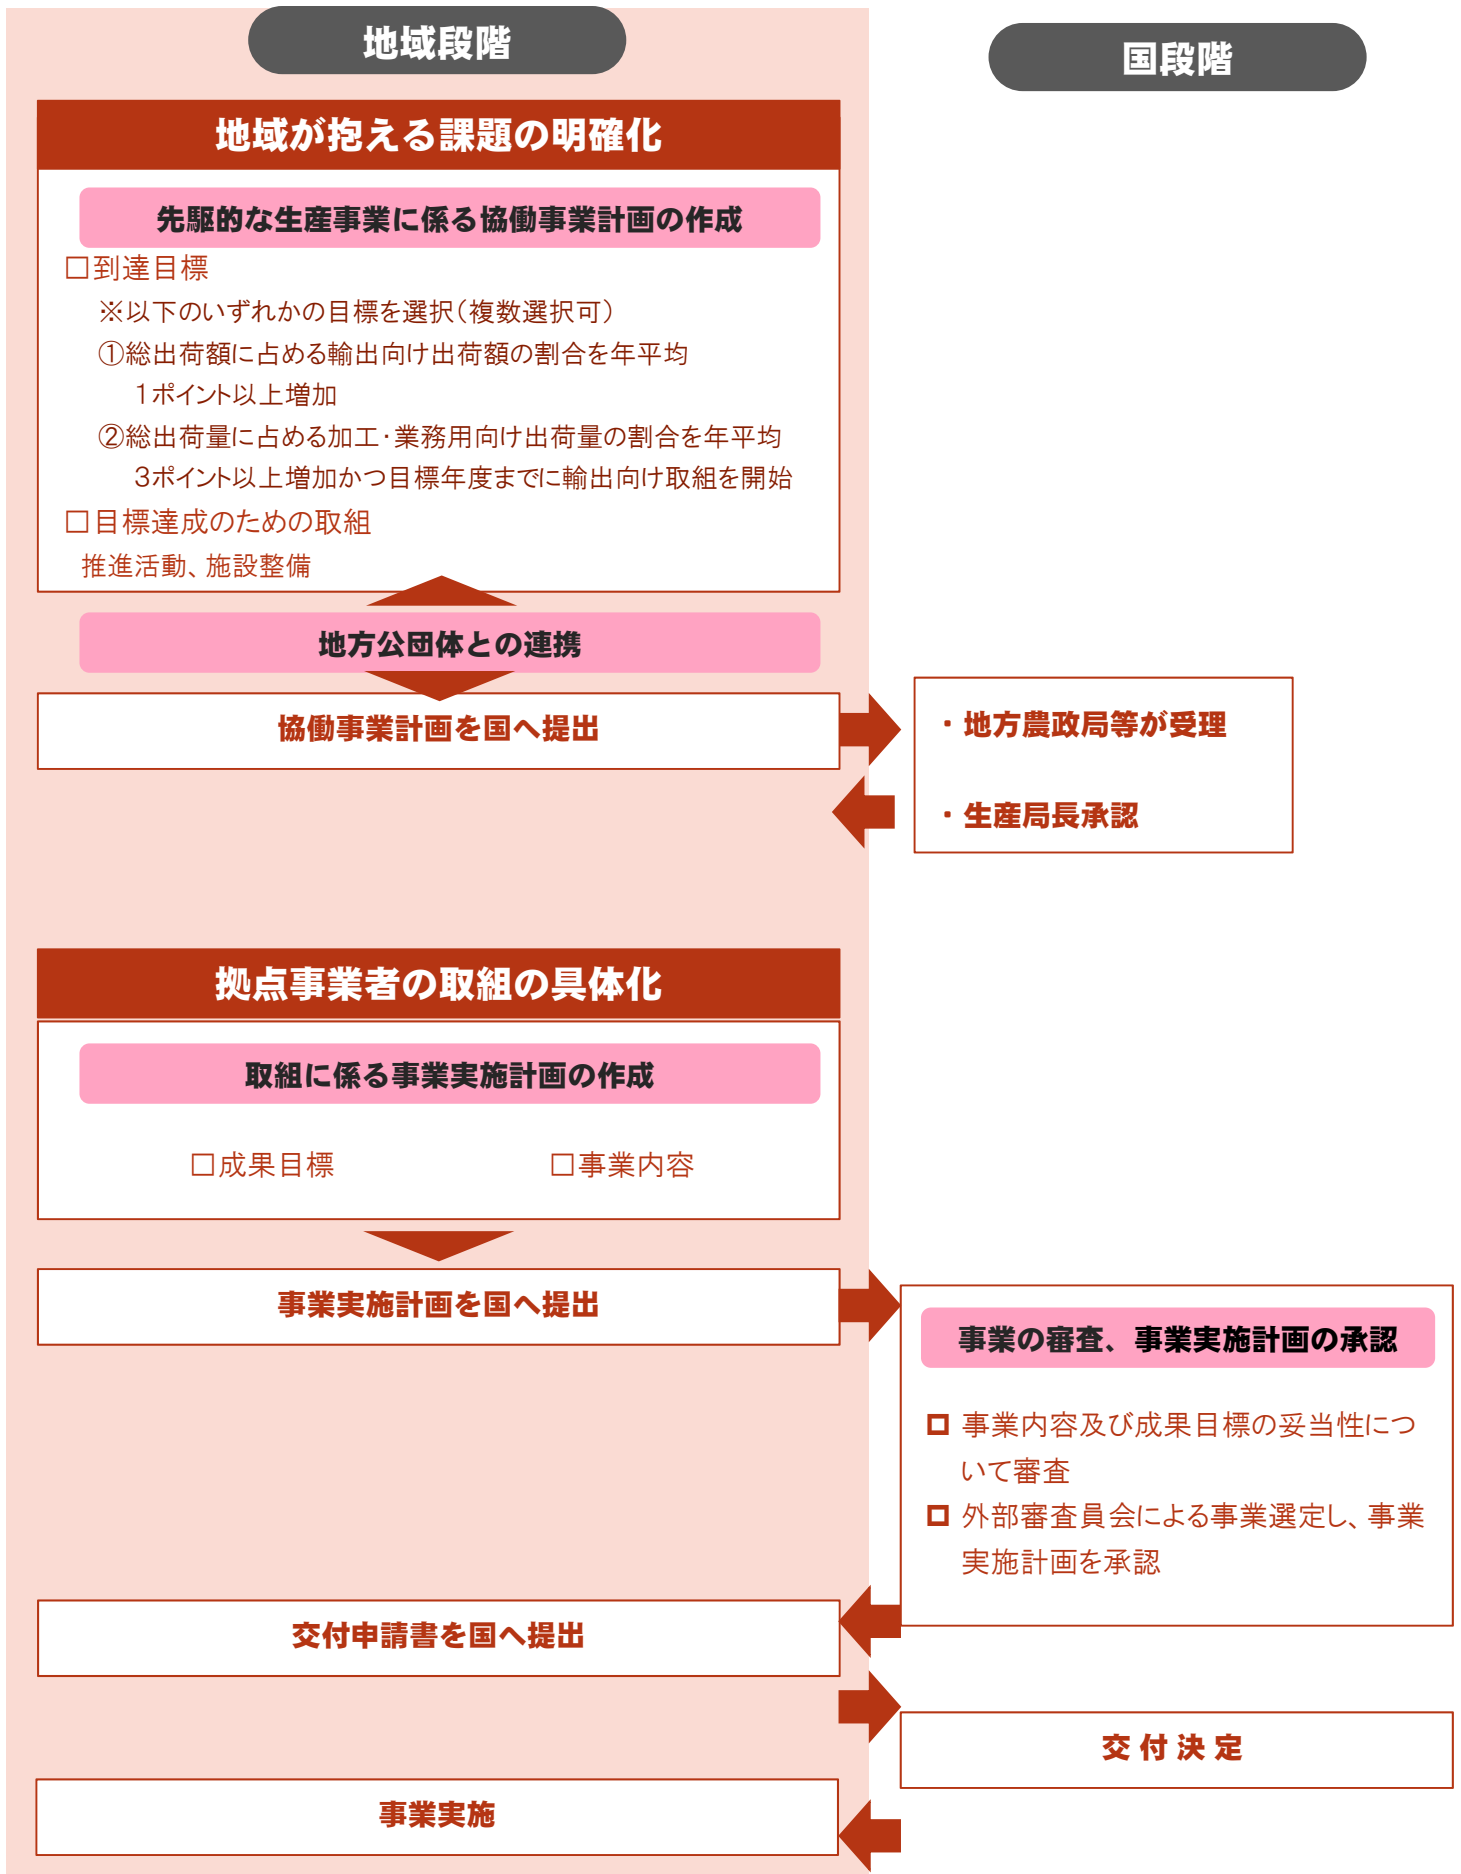 地域段階
国段階
地域が抱える課題の明確化
先駆的な生産事業に係る協働事業計画の作成
□到達目標
※以下のいずれかの目標を選択（複数選択可）
①総出荷額に占める輸出向け出荷額の割合を年平均
1ポイント以上増加
②総出荷量に占める加工・業務用向け出荷量の割合を年平均
3ポイント以上増加かつ目標年度までに輸出向け取組を開始
□目標達成のための取組
推進活動、施設整備
地方公団体との連携
協働事業計画を国へ提出
・地方農政局等が受理
・生産局長承認
拠点事業者の取組の具体化
取組に係る事業実施計画の作成
□成果目標 □事業内容
事業実施計画を国へ提出
事業の審査、事業実施計画の承認
□ 事業内容及び成果目標の妥当性につ
いて審査
□ 外部審査員会による事業選定し、事業
実施計画を承認
交付申請書を国へ提出
交付決定
事業実施